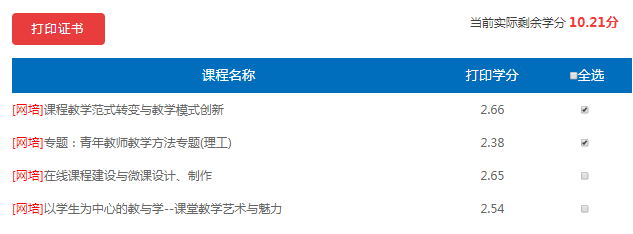 打印证书 当前实际剩余学分 10.21分
课程名称 打印学分 全选
[网培]课程教学范式转变与教学模式创新 2.66
[网培]专题：青年教师教学方法专题(理工) 2.38
[网培]在线课程建设与微课设计、制作 2.65
[网培]以学生为中心的教与学--课堂教学艺术与魅力 2.54